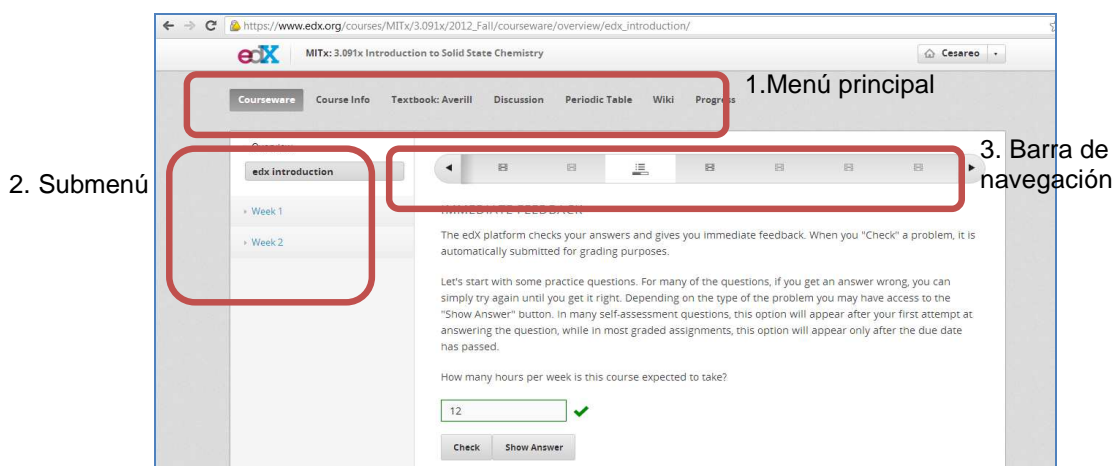 https://www.edx.org/courses/MITx/3.091x/2012_Fall/courseware/overview/edx_introduction/
edX MITx: 3.091x Introduction to Solid State Chemistry Cesareo
1.Menú principal
Courseware Course Info Textbook: Averill Discussion Periodic Table Wiki Progress
Overview
3. Barra de
navegación
2. Submenú
edx introduction
Week 1
Week 2
IMMEDIATE FEEDBACK
The edX platform checks your answers and gives you immediate feedback. When you "Check" a problem, it is
automatically submitted for grading purposes.
Let's start with some practice questions. For many of the questions, if you get an answer wrong, you can
simply try again until you get it right. Depending on the type of the problem you may have access to the
"Show Answer" button. In many self-assessment questions, this option will appear after your first attempt at
answering the question, while in most graded assignments, this option will appear only after the due date
has passed.
How many hours per week is this course expected to take?
12
Check Show Answer